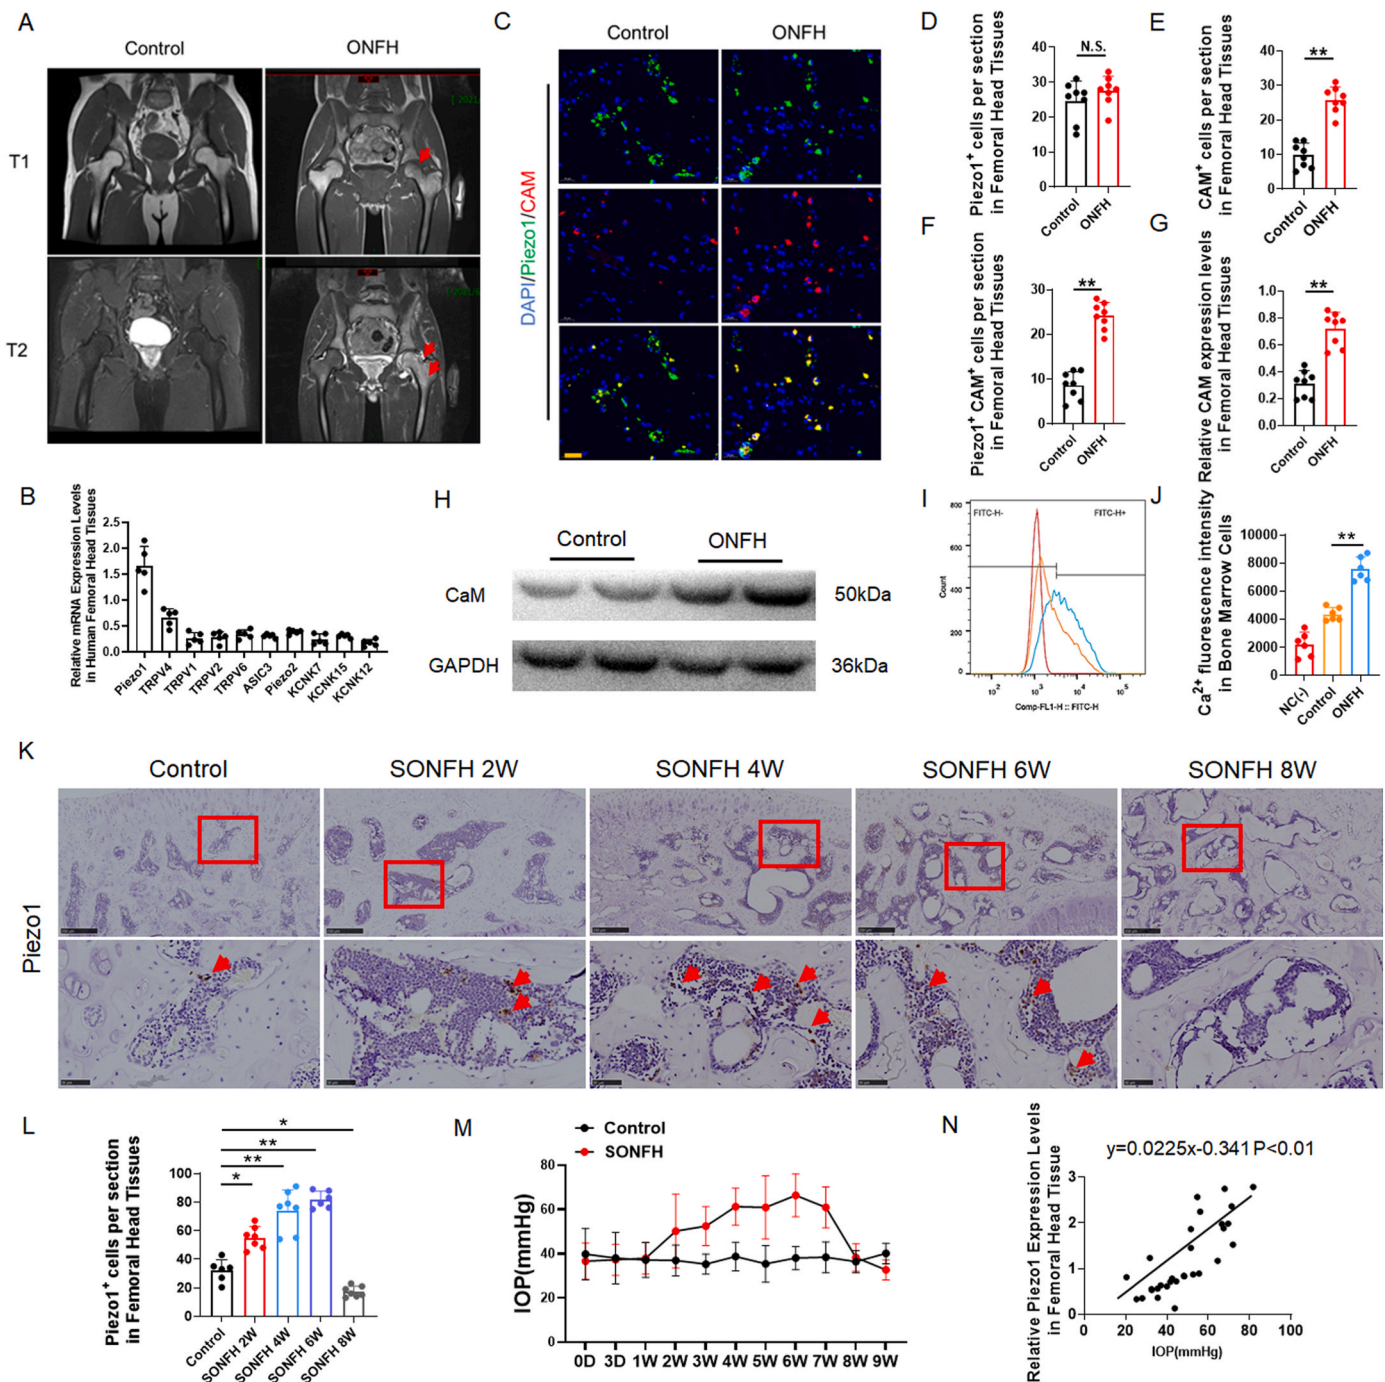 A
Control
ONFH
T1
T2
C
Control
ONFH
DAPI/Piezo1/CAM
D
Piezo1⁺ cells per section
in Femoral Head Tissues
40
30
20
10
0
N.S.
Control
ONFH
E
CAM⁺ cells per section
in Femoral Head Tissues
40
30
20
10
0
**
Control
ONFH
F
Piezo1⁺ CAM⁺ cells per section
in Femoral Head Tissues
30
20
10
0
**
Control
ONFH
G
Relative CAM expression levels
in Femoral Head Tissues
1.0
0.8
0.6
0.4
0.2
0.0
**
Control
ONFH
B
Relative mRNA Expression Levels
in Human Femoral Head Tissues
2.5
2.0
1.5
1.0
0.5
0.0
Piezo1
TRPV4
TRPV1
TRPV2
TRPV6
ASIC3
Piezo2
KCNK7
KCNK15
KCNK12
H
Control
ONFH
CaM
50kDa
GAPDH
36kDa
I
800
600
400
200
0
Count
FITC-H-
FITC-H+
10²
10³
10⁴
10⁵
Comp-FL1-H :: FITC-H
J
Ca²⁺ fluorescence intensity
in Bone Marrow Cells
10000
8000
6000
4000
2000
0
**
NC(-)
Control
ONFH
K
Control
SONFH 2W
SONFH 4W
SONFH 6W
SONFH 8W
Piezo1
L
Piezo1⁺ cells per section
in Femoral Head Tissues
100
80
60
40
20
0
*
**
**
*
Control
SONFH 2W
SONFH 4W
SONFH 6W
SONFH 8W
M
Control
SONFH
IOP(mmHg)
80
60
40
20
0
0D 3D 1W 2W 3W 4W 5W 6W 7W 8W 9W
N
Relative Piezo1 Expression Levels
in Femoral Head Tissue
y=0.0225x-0.341 P<0.01
3
2
1
0
0 20 40 60 80 100
IOP(mmHg)